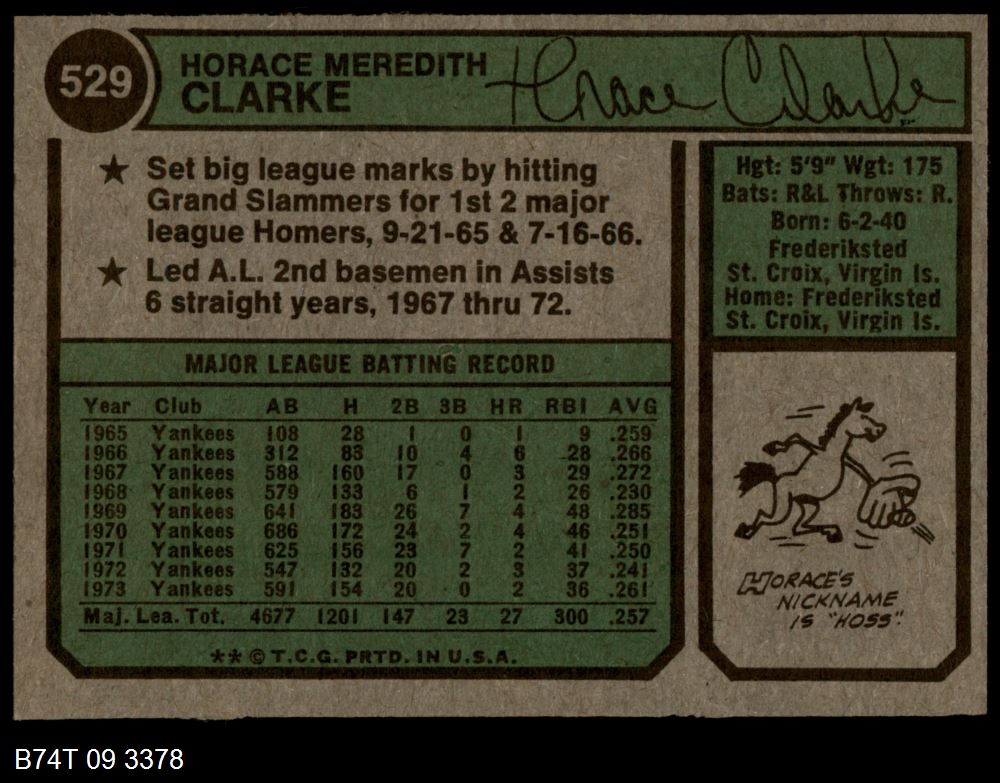 529
HORACE MEREDITH
CLARKE
Horace Clarke
★ Set big league marks by hitting
Grand Slammers for 1st 2 major
league Homers, 9-21-65 & 7-16-66.
★ Led A.L. 2nd basemen in Assists
6 straight years, 1967 thru 72.
Hgt: 5'9" Wgt: 175
Bats: R&L Throws: R.
Born: 6-2-40
Frederiksted
St. Croix, Virgin Is.
Home: Frederiksted
St. Croix, Virgin Is.
MAJOR LEAGUE BATTING RECORD
Year Club AB H 2B 3B HR RBI AVG
1965 Yankees 108 28 1 0 1 9 .259
1966 Yankees 312 83 10 4 6 28 .266
1967 Yankees 588 160 17 0 3 29 .272
1968 Yankees 579 133 6 1 2 26 .230
1969 Yankees 641 183 26 7 4 48 .285
1970 Yankees 686 172 24 2 4 46 .251
1971 Yankees 625 156 23 7 2 41 .250
1972 Yankees 547 132 20 2 3 37 .241
1973 Yankees 591 154 20 0 2 36 .261
Maj. Lea. Tot. 4677 1201 147 23 27 300 .257
** © T.C.G. PRTD. IN U.S.A.
HORACE'S
NICKNAME
IS "HOSS".
B74T 09 3378